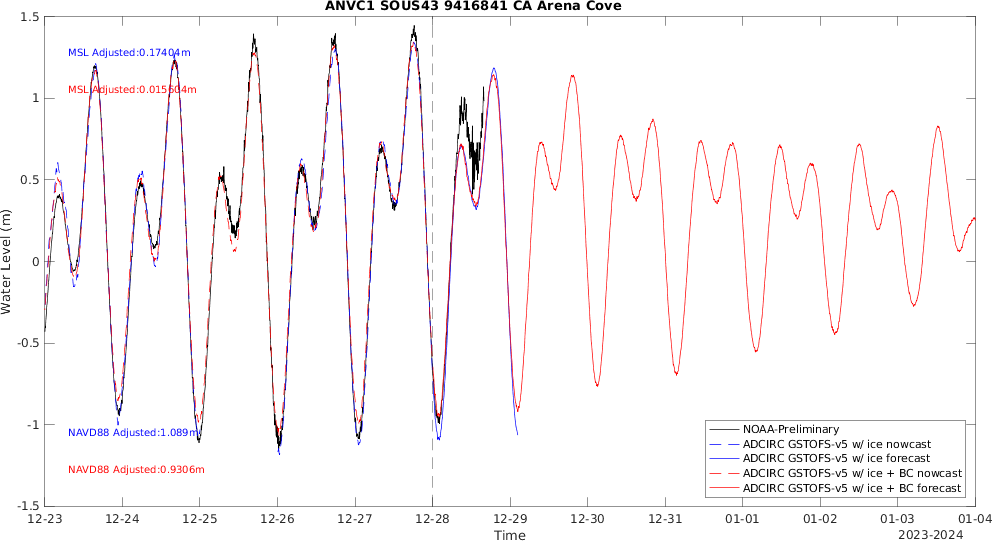 ANVC1 SOUS43 9416841 CA Arena Cove
1.5
1
0.5
0
-0.5
-1
-1.5
Water Level (m)
MSL Adjusted:0.17404m
MSL Adjusted:0.015604m
NAVD88 Adjusted:1.089m
NAVD88 Adjusted:0.9306m
NOAA-Preliminary
ADCIRC GSTOFS-v5 w/ ice nowcast
ADCIRC GSTOFS-v5 w/ ice forecast
ADCIRC GSTOFS-v5 w/ ice + BC nowcast
ADCIRC GSTOFS-v5 w/ ice + BC forecast
12-23 12-24 12-25 12-26 12-27 12-28 12-29 12-30 12-31 01-01 01-02 01-03 01-04
Time
2023-2024